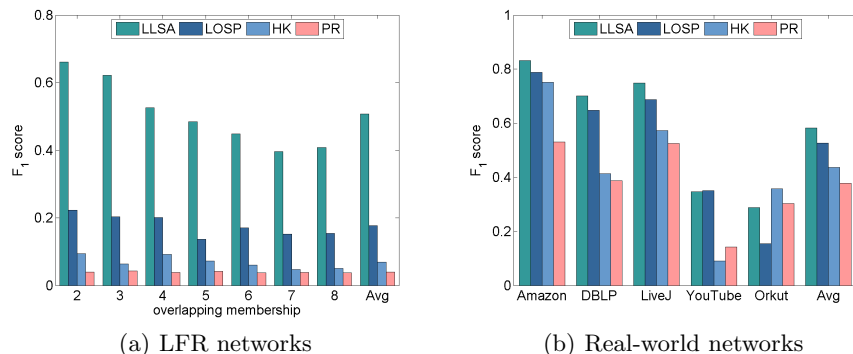 LLSA LOSP HK PR
0.8
0.6
0.4
0.2
0
F1 score
2 3 4 5 6 7 8 Avg
overlapping membership
(a) LFR networks
LLSA LOSP HK PR
1
0.8
0.6
0.4
0.2
0
F1 score
Amazon DBLP LiveJ YouTube Orkut Avg
(b) Real-world networks